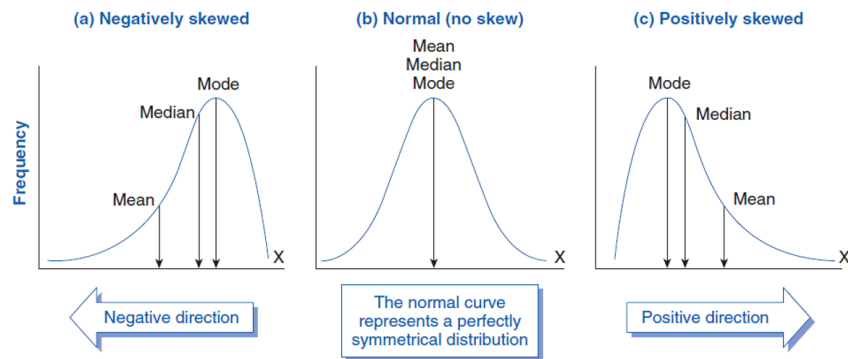 (a) Negatively skewed
(b) Normal (no skew)
(c) Positively skewed
Frequency
Mode
Median
Mean
X
Mean
Median
Mode
X
Mode
Median
Mean
X
Negative direction
The normal curve
represents a perfectly
symmetrical distribution
Positive direction